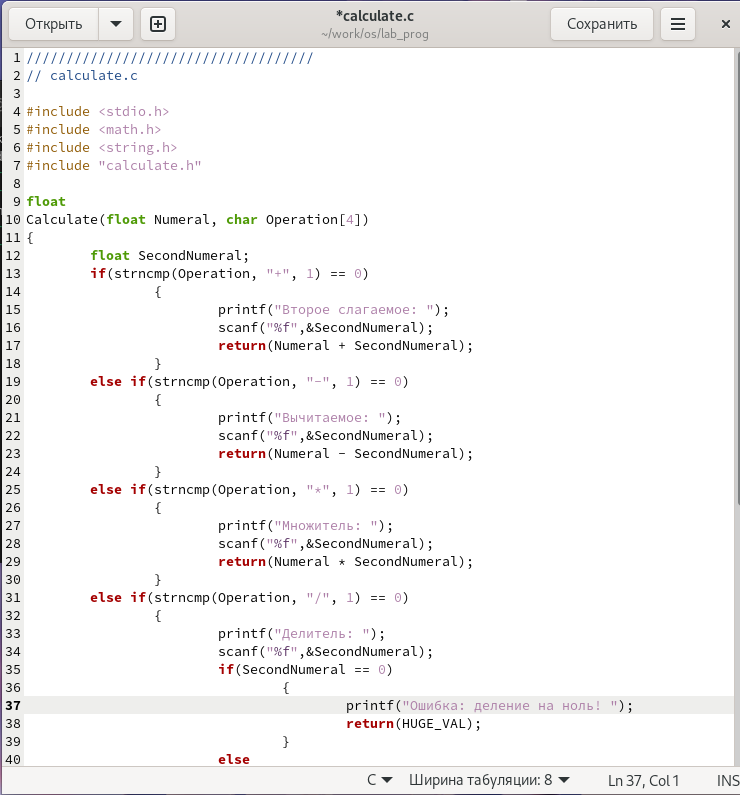 Открыть
*calculate.c
~/work/os/lab_prog
Сохранить
1 ////////////////////////////////////
2 // calculate.c
3
4 #include <stdio.h>
5 #include <math.h>
6 #include <string.h>
7 #include "calculate.h"
8
9 float
10 Calculate(float Numeral, char Operation[4])
11 {
12 float SecondNumeral;
13 if(strncmp(Operation, "+", 1) == 0)
14 {
15 printf("Второе слагаемое: ");
16 scanf("%f",&SecondNumeral);
17 return(Numeral + SecondNumeral);
18 }
19 else if(strncmp(Operation, "-", 1) == 0)
20 {
21 printf("Вычитаемое: ");
22 scanf("%f",&SecondNumeral);
23 return(Numeral - SecondNumeral);
24 }
25 else if(strncmp(Operation, "*", 1) == 0)
26 {
27 printf("Множитель: ");
28 scanf("%f",&SecondNumeral);
29 return(Numeral * SecondNumeral);
30 }
31 else if(strncmp(Operation, "/", 1) == 0)
32 {
33 printf("Делитель: ");
34 scanf("%f",&SecondNumeral);
35 if(SecondNumeral == 0)
36 {
37 printf("Ошибка: деление на ноль! ");
38 return(HUGE_VAL);
39 }
40 else
C Ширина табуляции: 8 Ln 37, Col 1 INS